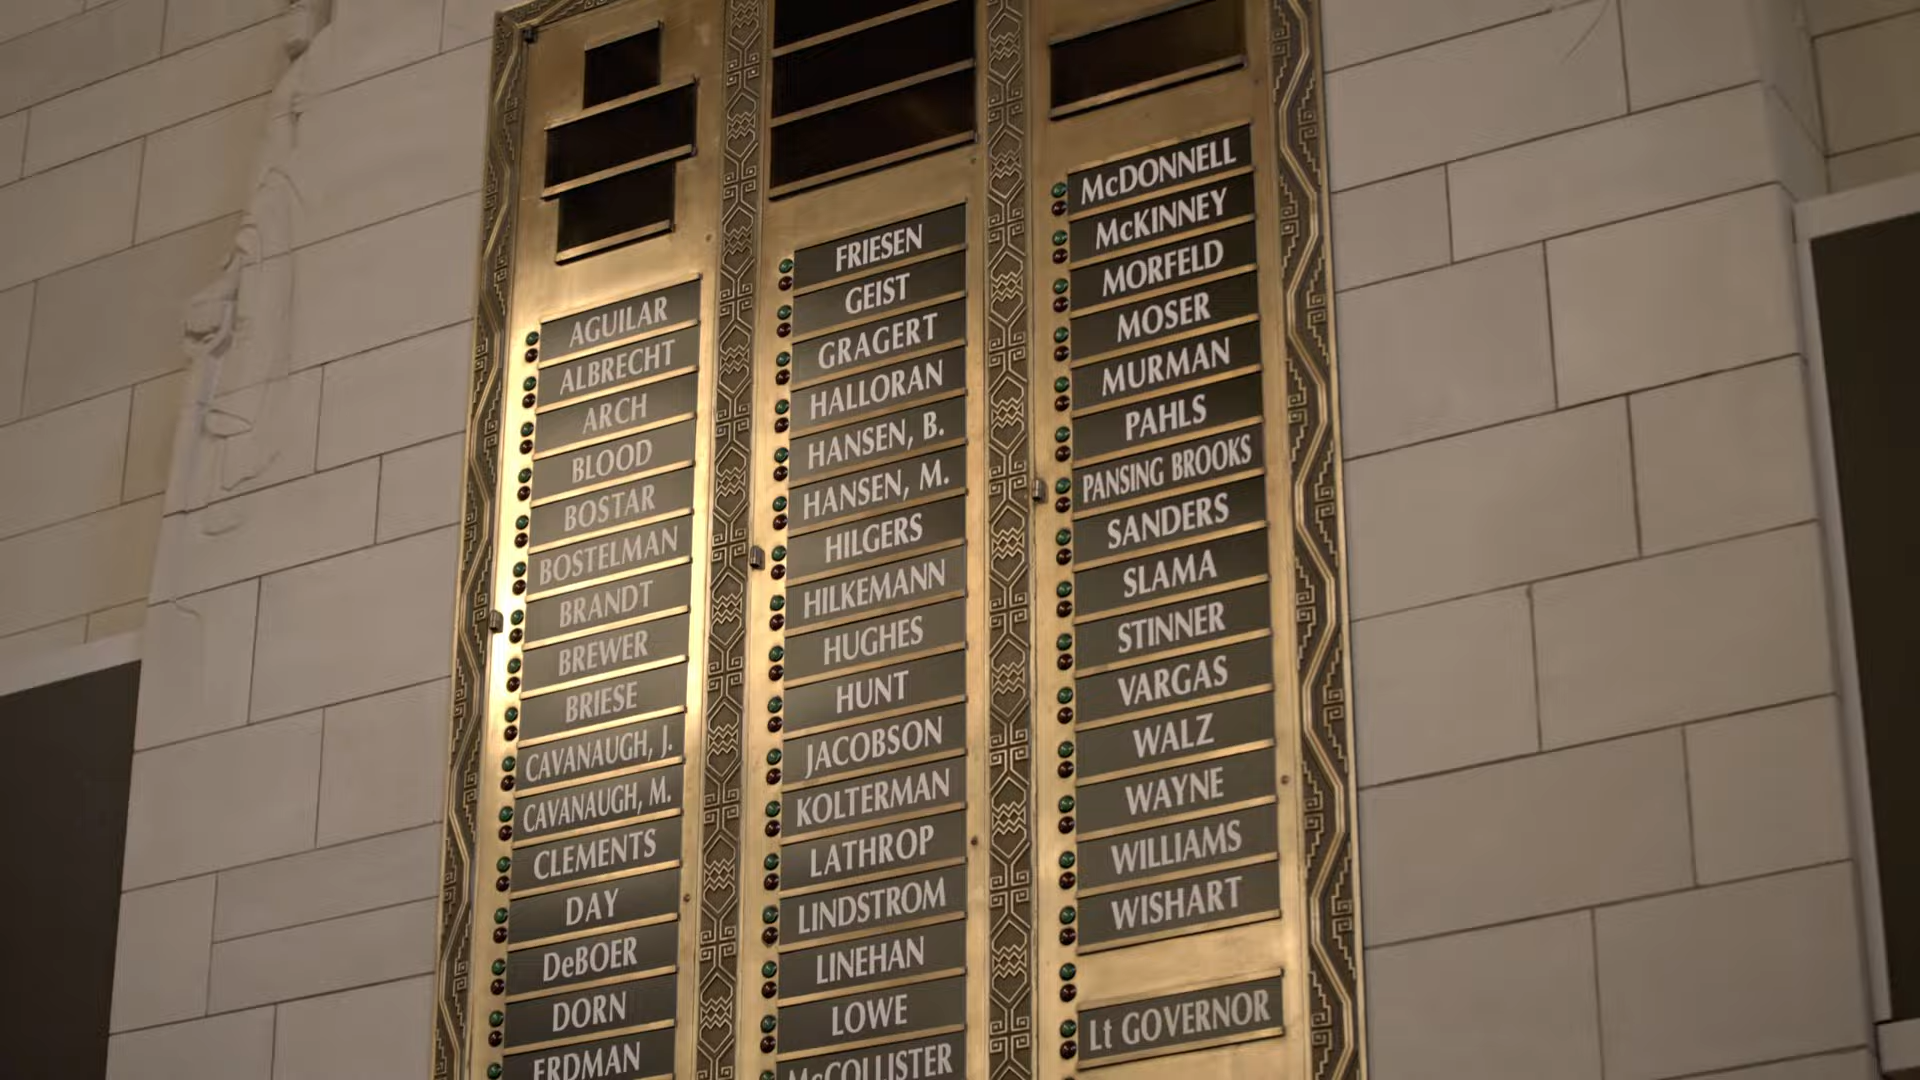 AGUILAR
ALBRECHT
ARCH
BLOOD
BOSTAR
BOSTELMAN
BRANDT
BREWER
BRIESE
CAVANAUGH, J.
CAVANAUGH, M.
CLEMENTS
DAY
DeBOER
DORN
ERDMAN
FRIESEN
GEIST
GRAGERT
HALLORAN
HANSEN, B.
HANSEN, M.
HILGERS
HILKEMANN
HUGHES
HUNT
JACOBSON
KOLTERMAN
LATHROP
LINDSTROM
LINEHAN
LOWE
McCOLLISTER
McDONNELL
McKINNEY
MORFELD
MOSER
MURMAN
PAHLS
PANSING BROOKS
SANDERS
SLAMA
STINNER
VARGAS
WALZ
WAYNE
WILLIAMS
WISHART
Lt GOVERNOR